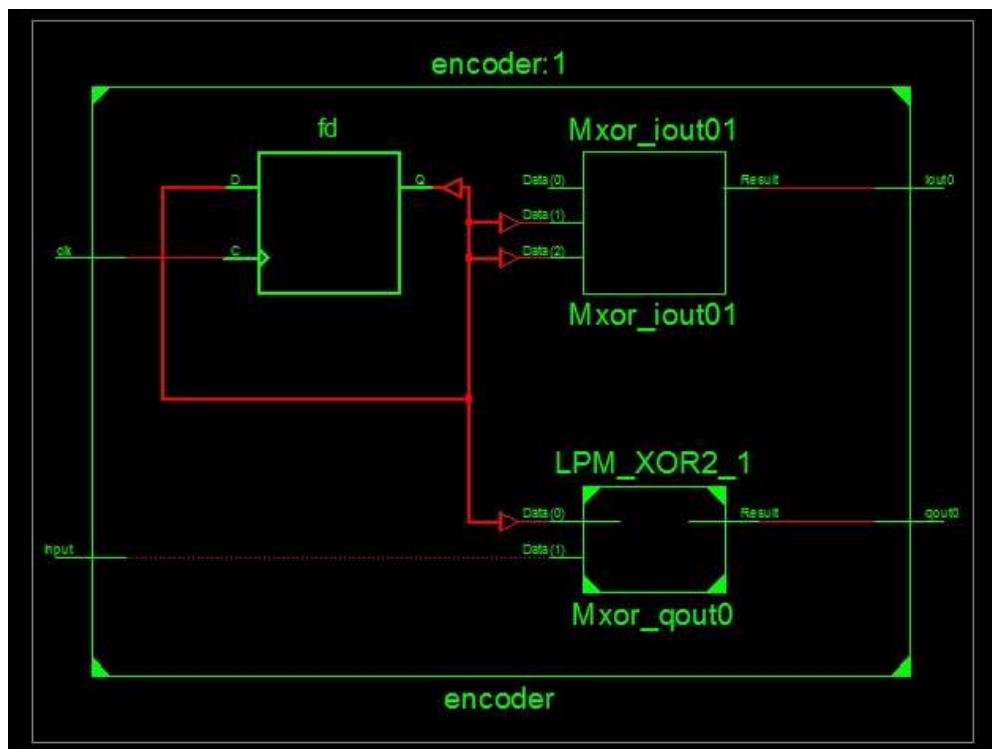 encoder:1
fd
Mxor_iout01
D
Q
Data(0)
Result
iout0
Data(1)
clk
C
Data(2)
Mxor_iout01
LPM_XOR2_1
Data(0)
Result
qout0
input
Data(1)
Mxor_qout0
encoder